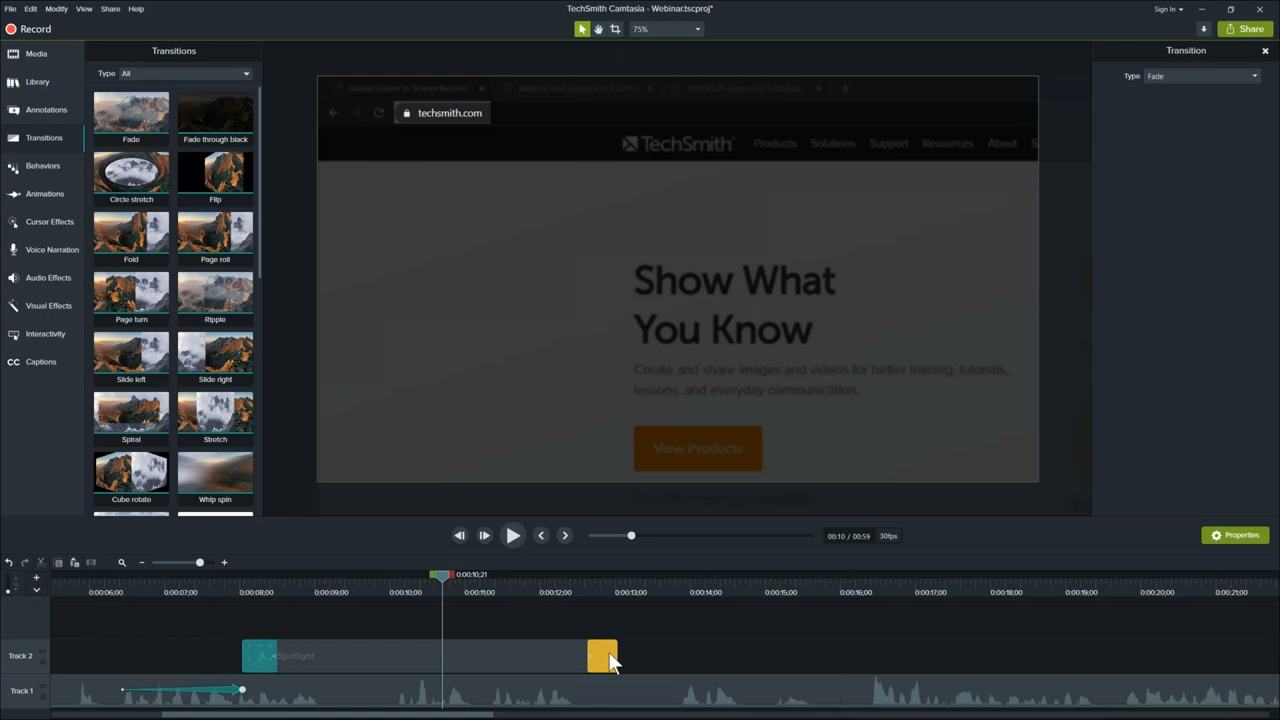 File Edit Modify View Share Help
TechSmith Camtasia - Webinar.tscproj*
Sign In
Record
75%
Share
Media
Library
Annotations
Transitions
Behaviors
Animations
Cursor Effects
Voice Narration
Audio Effects
Visual Effects
Interactivity
CC Captions
Transitions
Type All
Fade Fade through black
Circle stretch Flip
Fold Page roll
Page turn Ripple
Slide left Slide right
Spiral Stretch
Cube rotate Whip spin
techsmith.com
TechSmith Products Solutions Support Resources About S
Show What
You Know
Create and share images and videos for better training, tutorials,
lessons, and everyday communication.
View Products
Transition
Type Fade
00:10 / 00:59 30fps
Properties
0:00:10;21
0:00:06;00 0:00:07;00 0:00:08;00 0:00:09;00 0:00:10;00 0:00:11;00 0:00:12;00 0:00:13;00 0:00:14;00 0:00:15;00 0:00:16;00 0:00:17;00 0:00:18;00 0:00:19;00 0:00:20;00 0:00:21;00
Track 2 Spotlight
Track 1